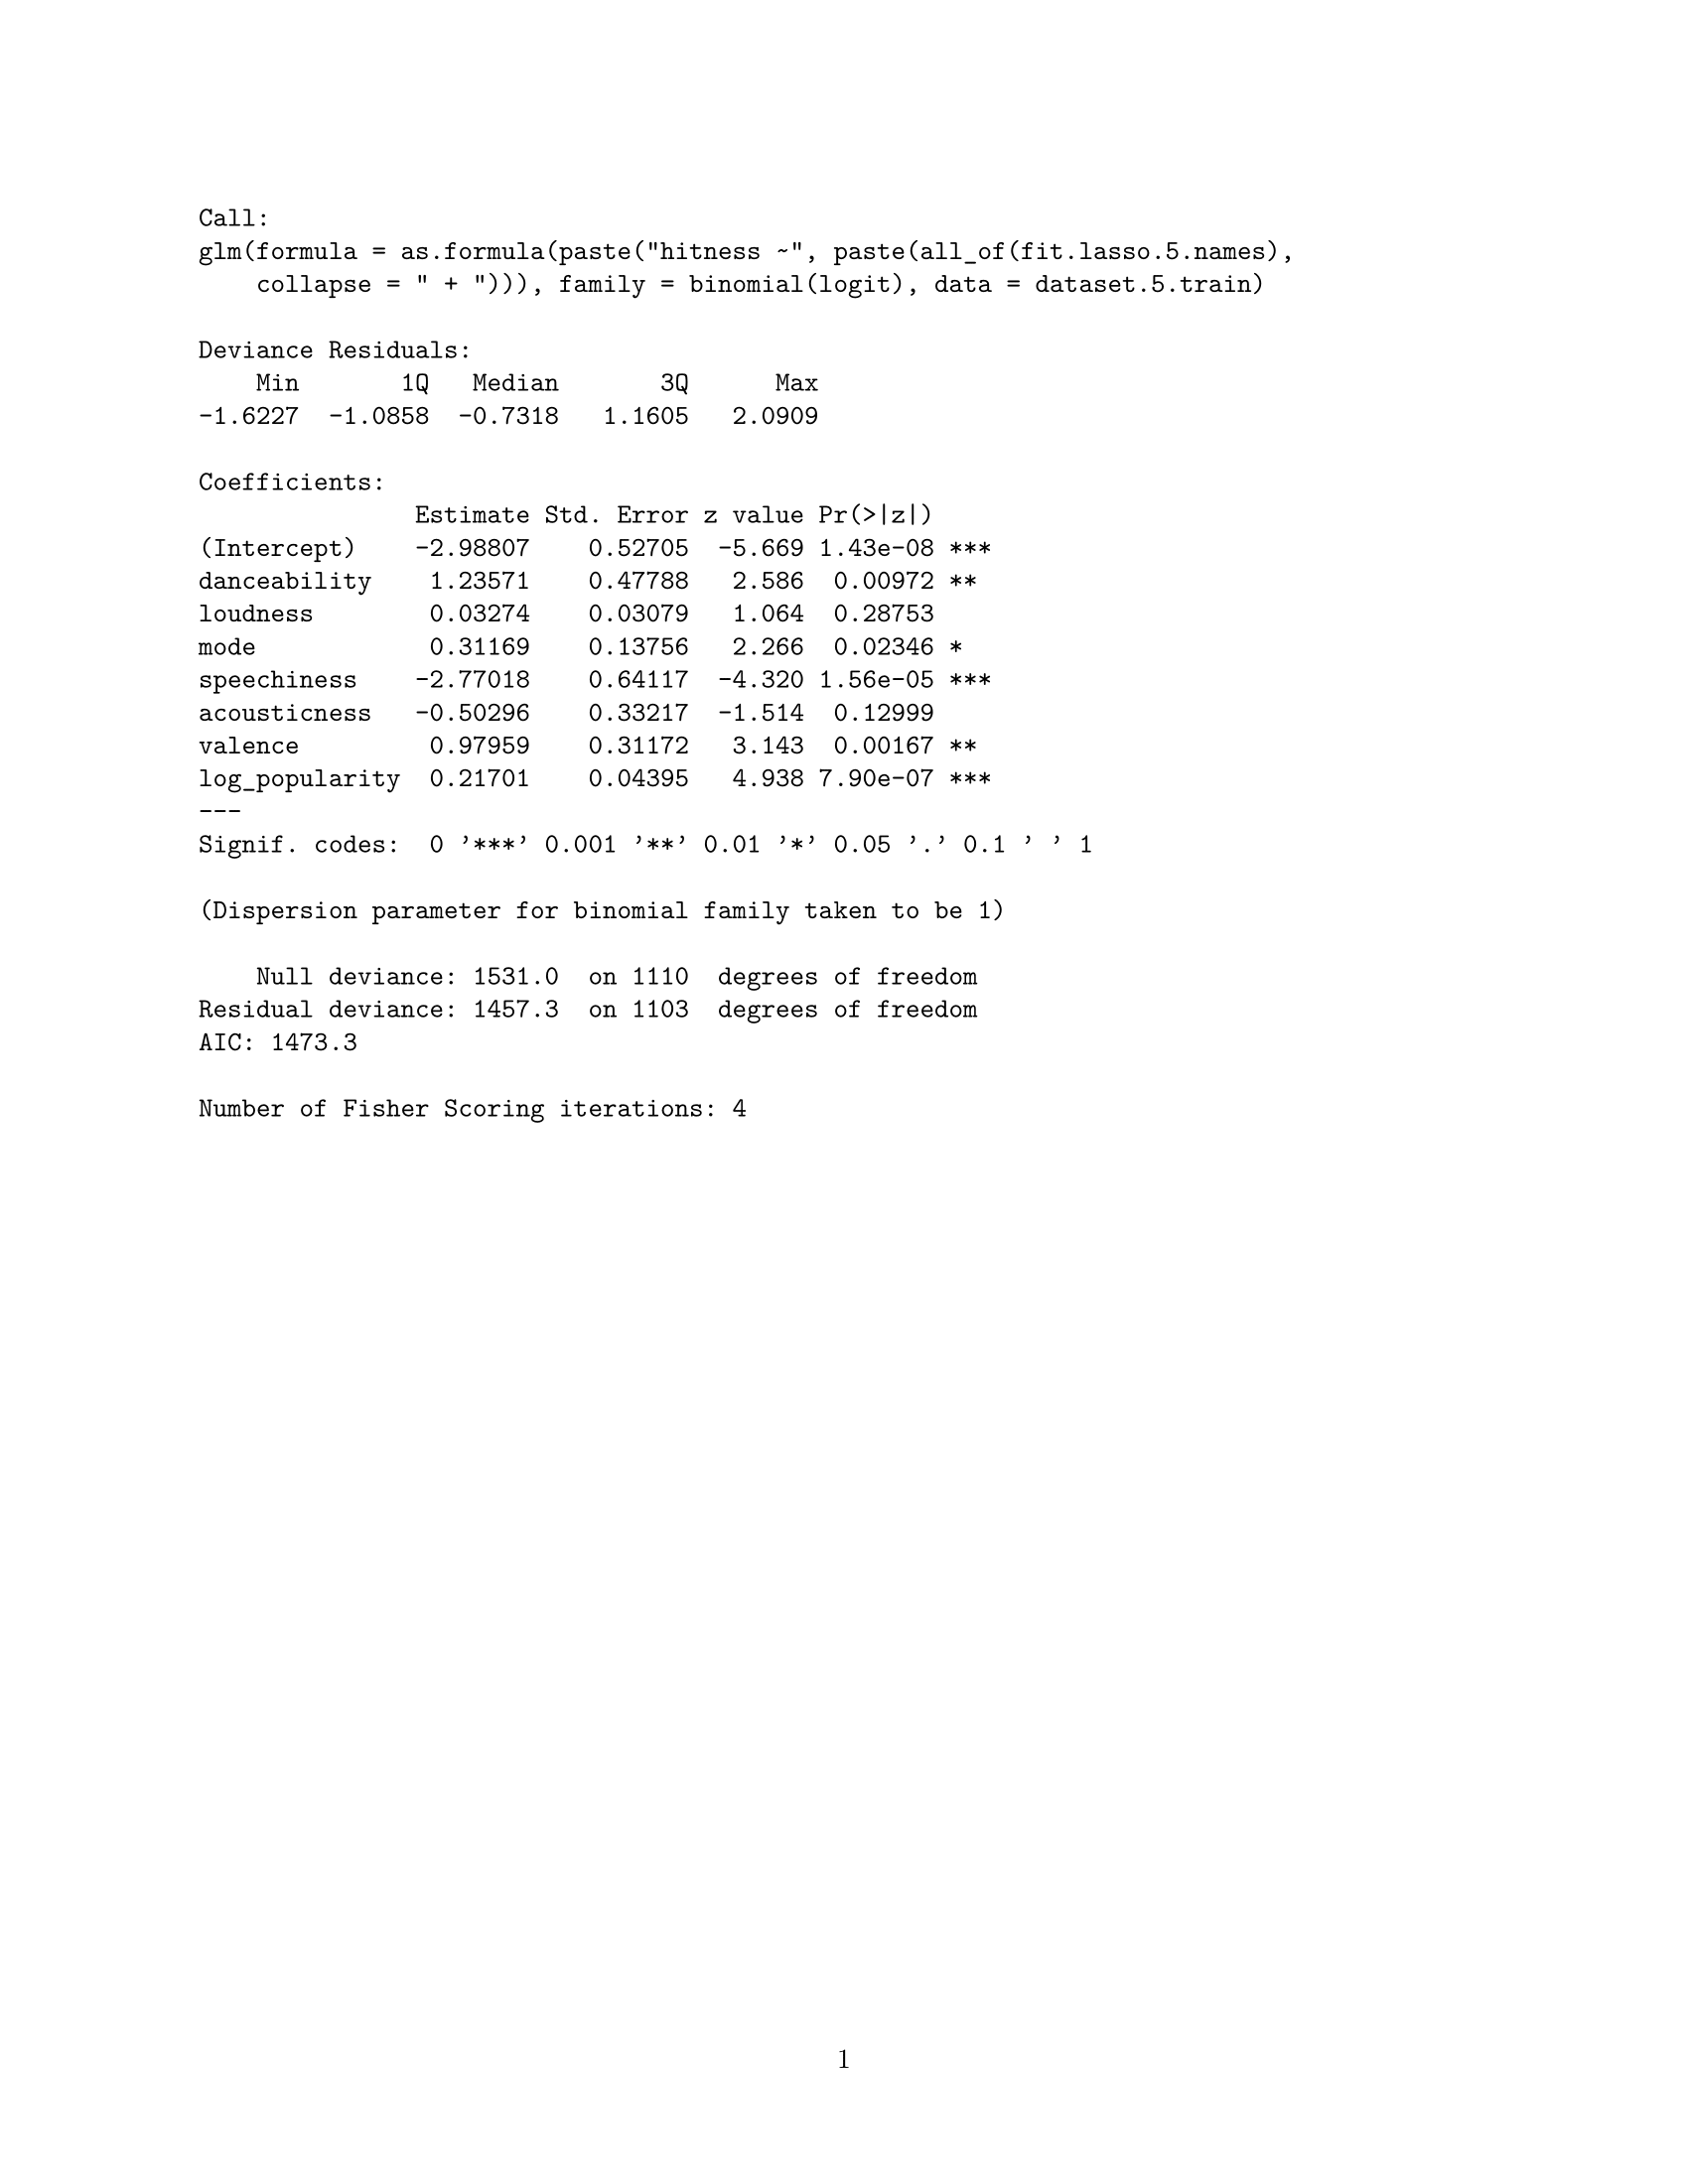 Call:
glm(formula = as.formula(paste("hitness ~", paste(all_of(fit.lasso.5.names),
    collapse = " + "))), family = binomial(logit), data = dataset.5.train)

Deviance Residuals:
    Min       1Q   Median       3Q      Max
-1.6227  -1.0858  -0.7318   1.1605   2.0909

Coefficients:
               Estimate Std. Error z value Pr(>|z|)
(Intercept)    -2.98807    0.52705  -5.669 1.43e-08 ***
danceability    1.23571    0.47788   2.586  0.00972 **
loudness        0.03274    0.03079   1.064  0.28753
mode            0.31169    0.13756   2.266  0.02346 *
speechiness    -2.77018    0.64117  -4.320 1.56e-05 ***
acousticness   -0.50296    0.33217  -1.514  0.12999
valence         0.97959    0.31172   3.143  0.00167 **
log_popularity  0.21701    0.04395   4.938 7.90e-07 ***
---
Signif. codes:  0 ’***’ 0.001 ’**’ 0.01 ’*’ 0.05 ’.’ 0.1 ’ ’ 1

(Dispersion parameter for binomial family taken to be 1)

    Null deviance: 1531.0  on 1110  degrees of freedom
Residual deviance: 1457.3  on 1103  degrees of freedom
AIC: 1473.3

Number of Fisher Scoring iterations: 4

1